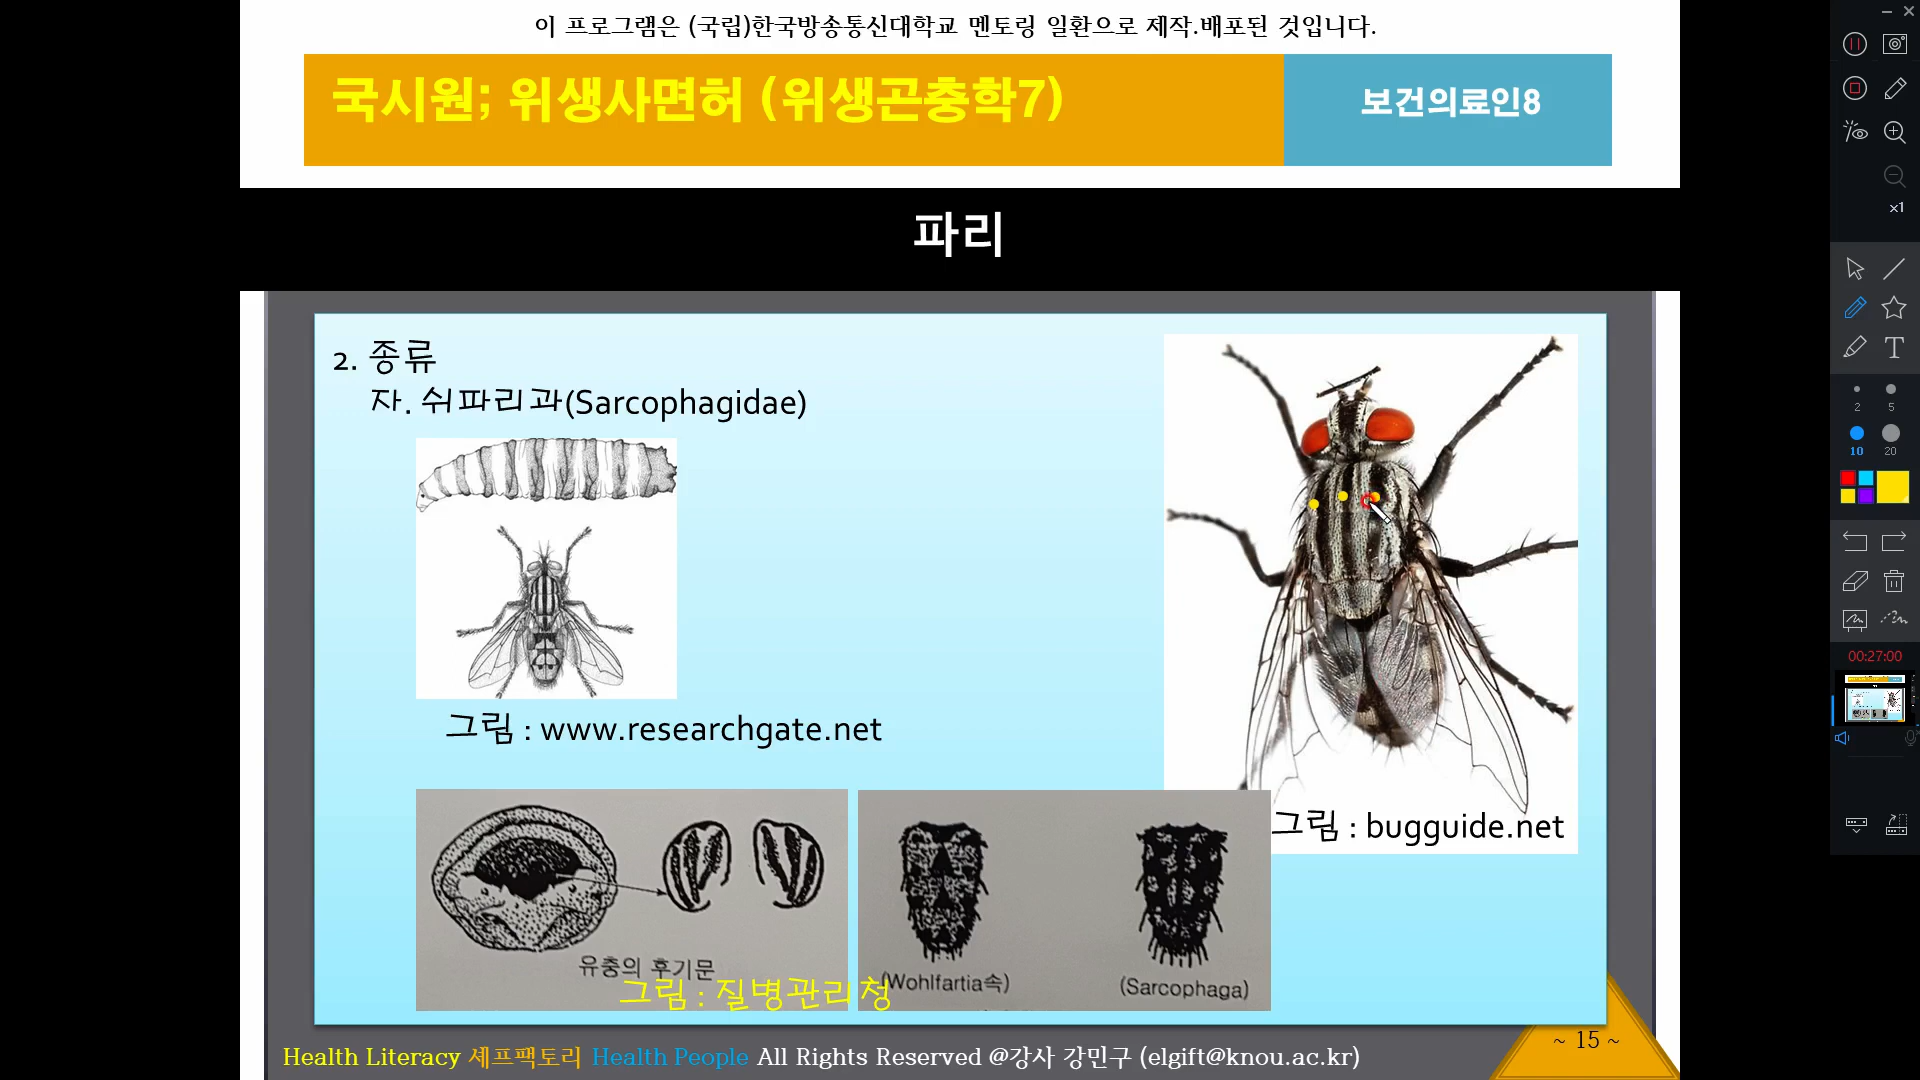 이 프로그램은 (국립)한국방송통신대학교 멘토링 일환으로 제작.배포된 것입니다.
국시원; 위생사면허 (위생곤충학7)
보건의료인8
파리
2. 종류
자. 쉬파리과(Sarcophagidae)
그림 : www.researchgate.net
그림 : bugguide.net
유충의 후기문
(Wohlfartia속)
(Sarcophaga)
그림 : 질병관리청
~ 15 ~
Health Literacy 셰프팩토리 Health People All Rights Reserved @강사 강민구 (elgift@knou.ac.kr)
x1
T
2 5
10 20
00:27:00